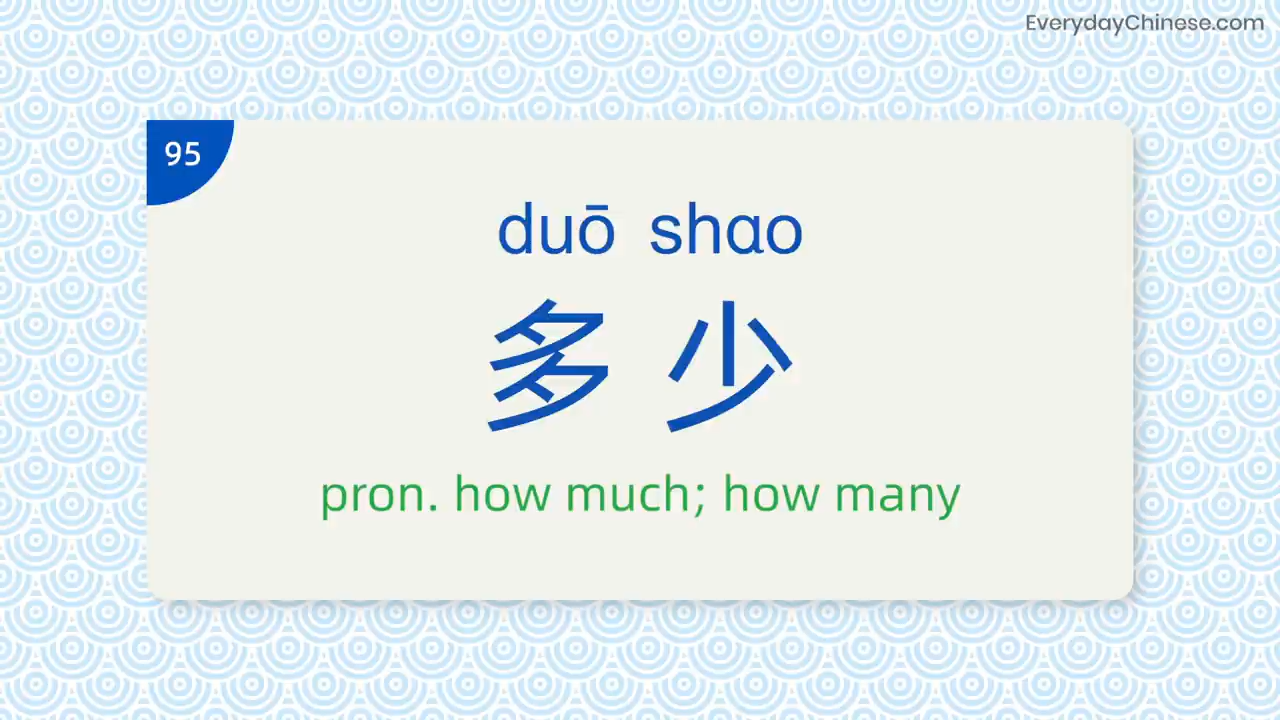 EverydayChinese.com
95
duō shao
多少
pron. how much; how many